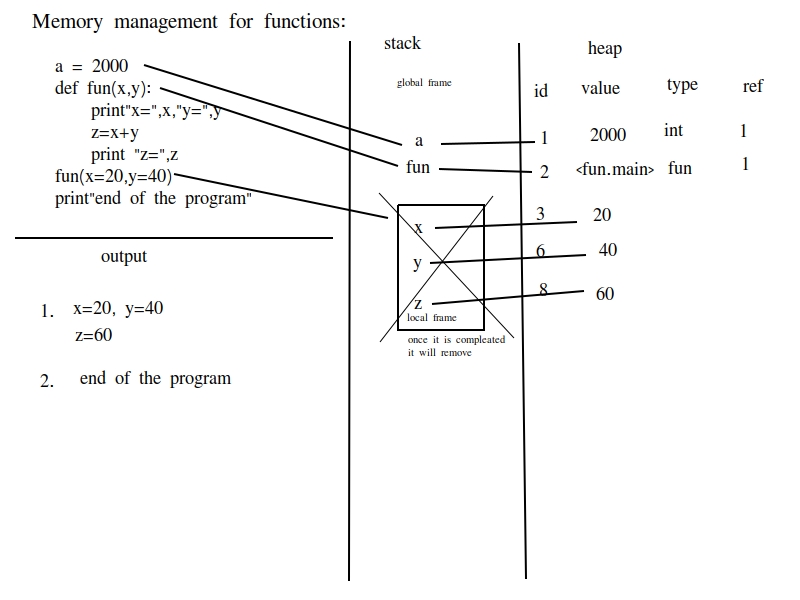 Memory management for functions:
a = 2000
def fun(x,y):
print"x=",x,"y=",y
z=x+y
print "z=",z
fun(x=20,y=40)
print"end of the program"
output
1. x=20, y=40
z=60
2. end of the program
stack
global frame
a
fun
x
y
z
local frame
once it is compleated
it will remove
heap
id value type ref
1 2000 int 1
2 <fun.main> fun 1
3 20
6 40
8 60